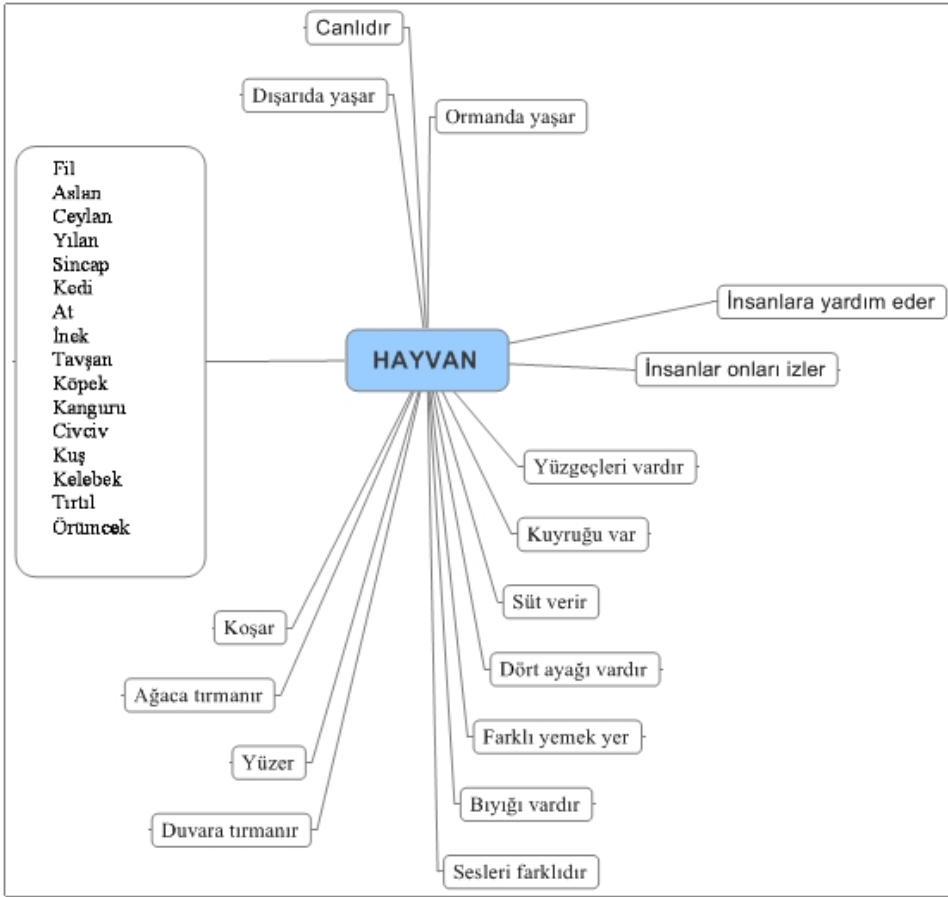 Canlıdır
Dışarıda yaşar
Ormanda yaşar
Fil
Aslan
Ceylan
Yılan
Sincap
Kedi
At
İnek
Tavşan
Köpek
Kanguru
Civciv
Kuş
Kelebek
Tırtıl
Örümcek
HAYVAN
İnsanlara yardım eder
İnsanlar onları izler
Yüzgeçleri vardır
Kuyruğu var
Süt verir
Dört ayağı vardır
Farklı yemek yer
Bıyığı vardır
Sesleri farklıdır
Koşar
Ağaca tırmanır
Yüzer
Duvara tırmanır